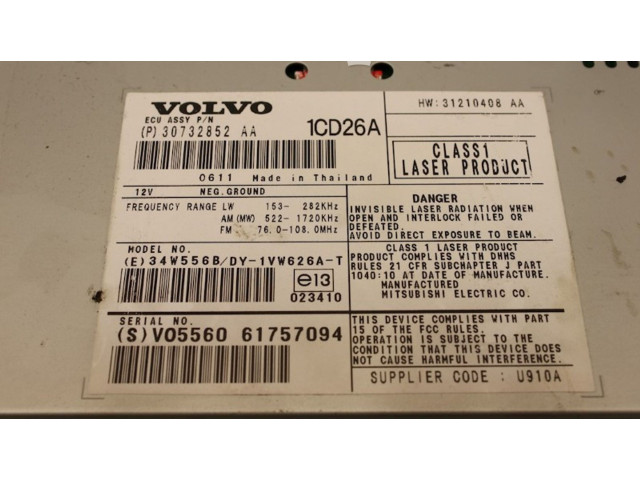 VOLVO
ECU ASSY P/N
(P) 30732852 AA
1CD26A
0611 Made in Thailand
12V NEG.GROUND
FREQUENCY RANGE LW 153- 282KHz
AM (MW) 522-1720KHz
FM 76.0-108.0MHz
MODEL NO.
(E) 34W556B/DY-1VW626A-T
e13
023410
SERIAL NO.
(S) VO5560 61757094
HW: 31210408 AA
CLASS1
LASER PRODUCT
DANGER
INVISIBLE LASER RADIATION WHEN
OPEN AND INTERLOCK FAILED OR
DEFEATED.
AVOID DIRECT EXPOSURE TO BEAM.
CLASS 1 LASER PRODUCT
PRODUCT COMPLIES WITH DHHS
RULES 21 CFR SUBCHAPTER J PART
1040:10 AT DATE OF MANUFACTURE.
MANUFACTURED
MITSUBISHI ELECTRIC CO.
THIS DEVICE COMPLIES WITH PART
15 OF THE FCC RULES.
OPERATION IS SUBJECT TO THE
CONDITION THAT THIS DEVICE DOES
NOT CAUSE HARMFUL INTERFERENCE.
SUPPLIER CODE : U910A